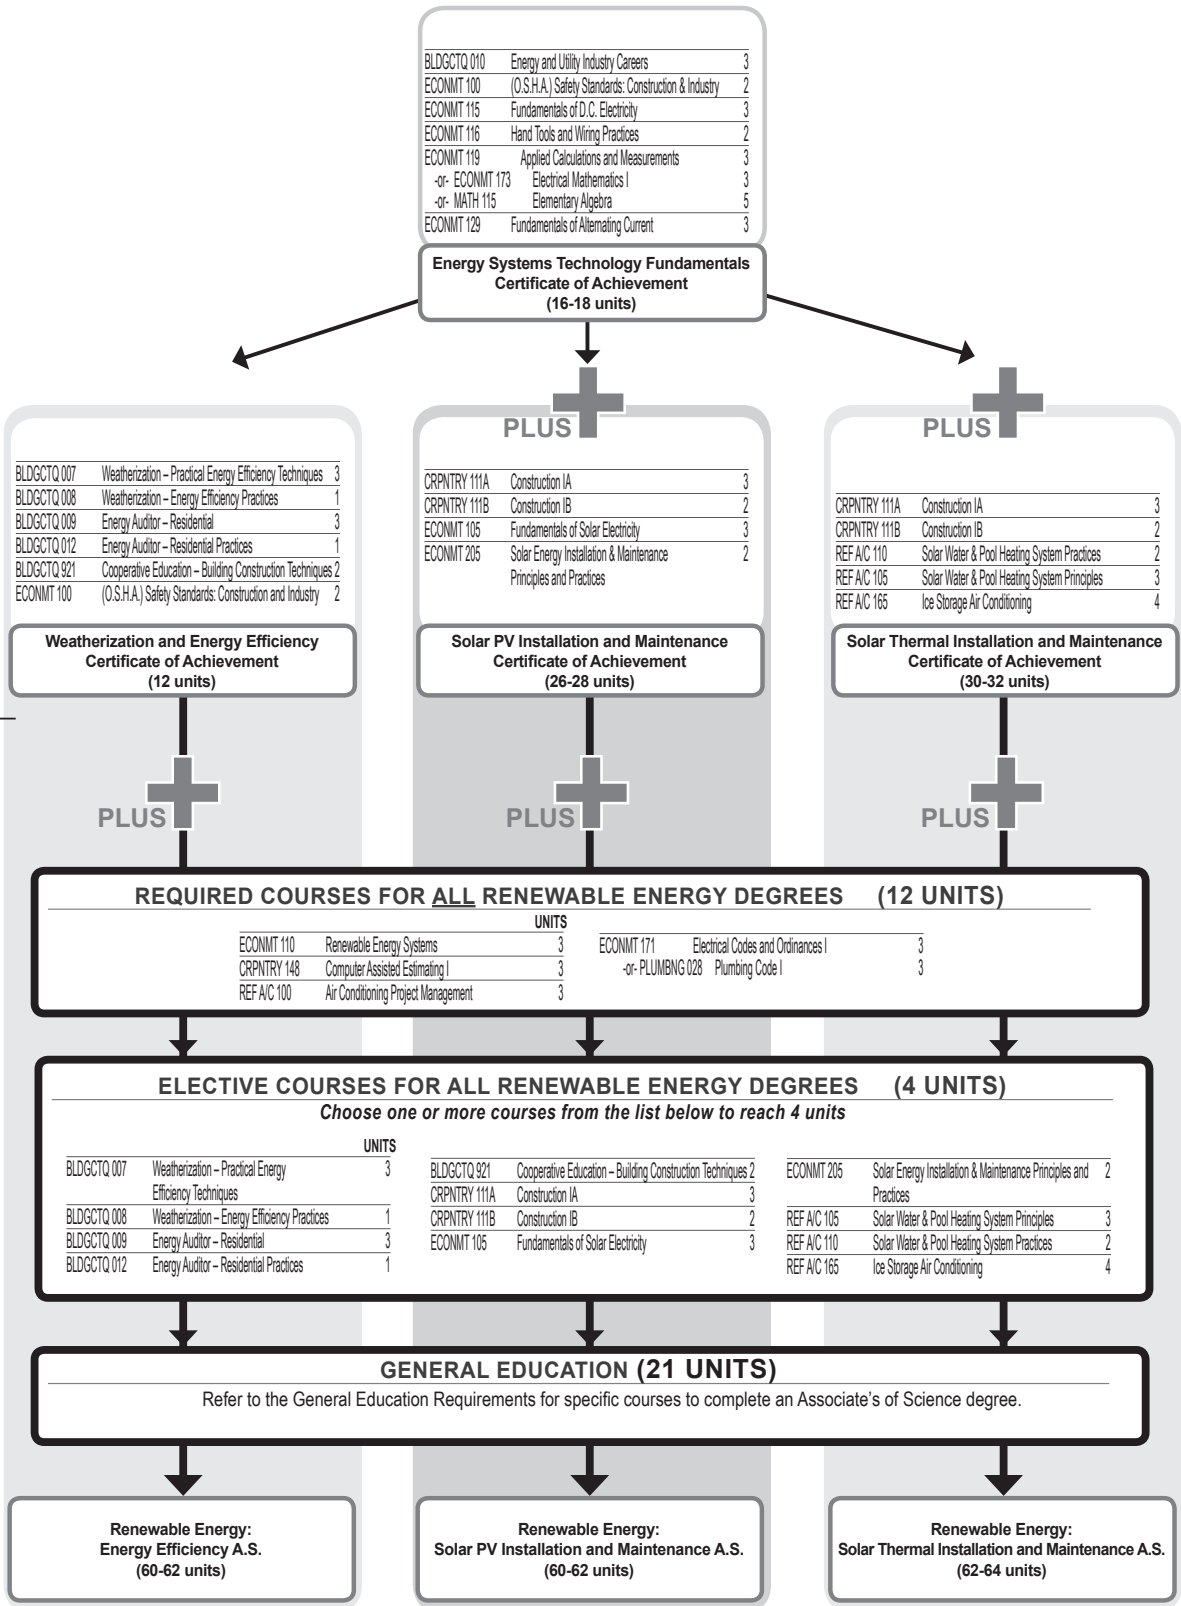 BLDGCTQ 010 Energy and Utility Industry Careers 3
ECONMT 100 (O.S.H.A.) Safety Standards: Construction & Industry 2
ECONMT 115 Fundamentals of D.C. Electricity 3
ECONMT 116 Hand Tools and Wiring Practices 2
ECONMT 119 Applied Calculations and Measurements 3
-or- ECONMT 173 Electrical Mathematics I 3
-or- MATH 115 Elementary Algebra 5
ECONMT 129 Fundamentals of Alternating Current 3
Energy Systems Technology Fundamentals
Certificate of Achievement
(16-18 units)
PLUS
PLUS
BLDGCTQ 007 Weatherization – Practical Energy Efficiency Techniques 3
BLDGCTQ 008 Weatherization – Energy Efficiency Practices 1
BLDGCTQ 009 Energy Auditor – Residential 3
BLDGCTQ 012 Energy Auditor – Residential Practices 1
BLDGCTQ 921 Cooperative Education – Building Construction Techniques 2
ECONMT 100 (O.S.H.A.) Safety Standards: Construction and Industry 2
Weatherization and Energy Efficiency
Certificate of Achievement
(12 units)
CRPNTRY 111A Construction IA 3
CRPNTRY 111B Construction IB 2
ECONMT 105 Fundamentals of Solar Electricity 3
ECONMT 205 Solar Energy Installation & Maintenance 2
Principles and Practices
Solar PV Installation and Maintenance
Certificate of Achievement
(26-28 units)
CRPNTRY 111A Construction IA 3
CRPNTRY 111B Construction IB 2
REF A/C 110 Solar Water & Pool Heating System Practices 2
REF A/C 105 Solar Water & Pool Heating System Principles 3
REF A/C 165 Ice Storage Air Conditioning 4
Solar Thermal Installation and Maintenance
Certificate of Achievement
(30-32 units)
PLUS
PLUS
PLUS
REQUIRED COURSES FOR ALL RENEWABLE ENERGY DEGREES (12 UNITS)
UNITS
ECONMT 110 Renewable Energy Systems 3
CRPNTRY 148 Computer Assisted Estimating I 3
REF A/C 100 Air Conditioning Project Management 3
ECONMT 171 Electrical Codes and Ordinances I 3
-or- PLUMBNG 028 Plumbing Code I 3
ELECTIVE COURSES FOR ALL RENEWABLE ENERGY DEGREES (4 UNITS)
Choose one or more courses from the list below to reach 4 units
UNITS
BLDGCTQ 007 Weatherization – Practical Energy 3
Efficiency Techniques
BLDGCTQ 008 Weatherization – Energy Efficiency Practices 1
BLDGCTQ 009 Energy Auditor – Residential 3
BLDGCTQ 012 Energy Auditor – Residential Practices 1
BLDGCTQ 921 Cooperative Education – Building Construction Techniques 2
CRPNTRY 111A Construction IA 3
CRPNTRY 111B Construction IB 2
ECONMT 105 Fundamentals of Solar Electricity 3
ECONMT 205 Solar Energy Installation & Maintenance Principles and 2
Practices
REF A/C 105 Solar Water & Pool Heating System Principles 3
REF A/C 110 Solar Water & Pool Heating System Practices 2
REF A/C 165 Ice Storage Air Conditioning 4
GENERAL EDUCATION (21 UNITS)
Refer to the General Education Requirements for specific courses to complete an Associate's of Science degree.
Renewable Energy:
Energy Efficiency A.S.
(60-62 units)
Renewable Energy:
Solar PV Installation and Maintenance A.S.
(60-62 units)
Renewable Energy:
Solar Thermal Installation and Maintenance A.S.
(62-64 units)